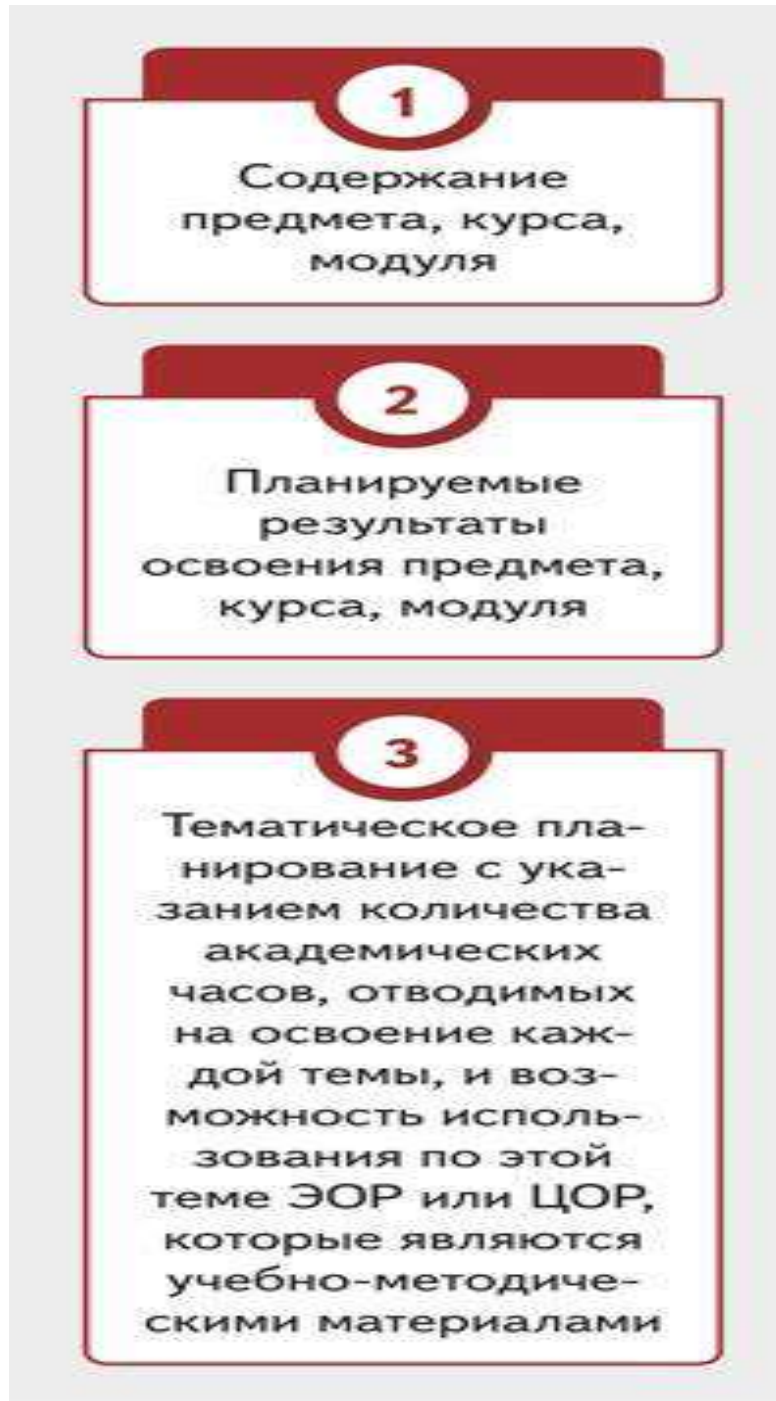 1
Содержание
предмета, курса,
модуля
2
Планируемые
результаты
освоения предмета,
курса, модуля
3
Тематическое пла-
нирование с ука-
занием количества
академических
часов, отводимых
на освоение каж-
дой темы, и воз-
можность исполь-
зования по этой
теме ЭОР или ЦОР,
которые являются
учебно-методиче-
скими материалами